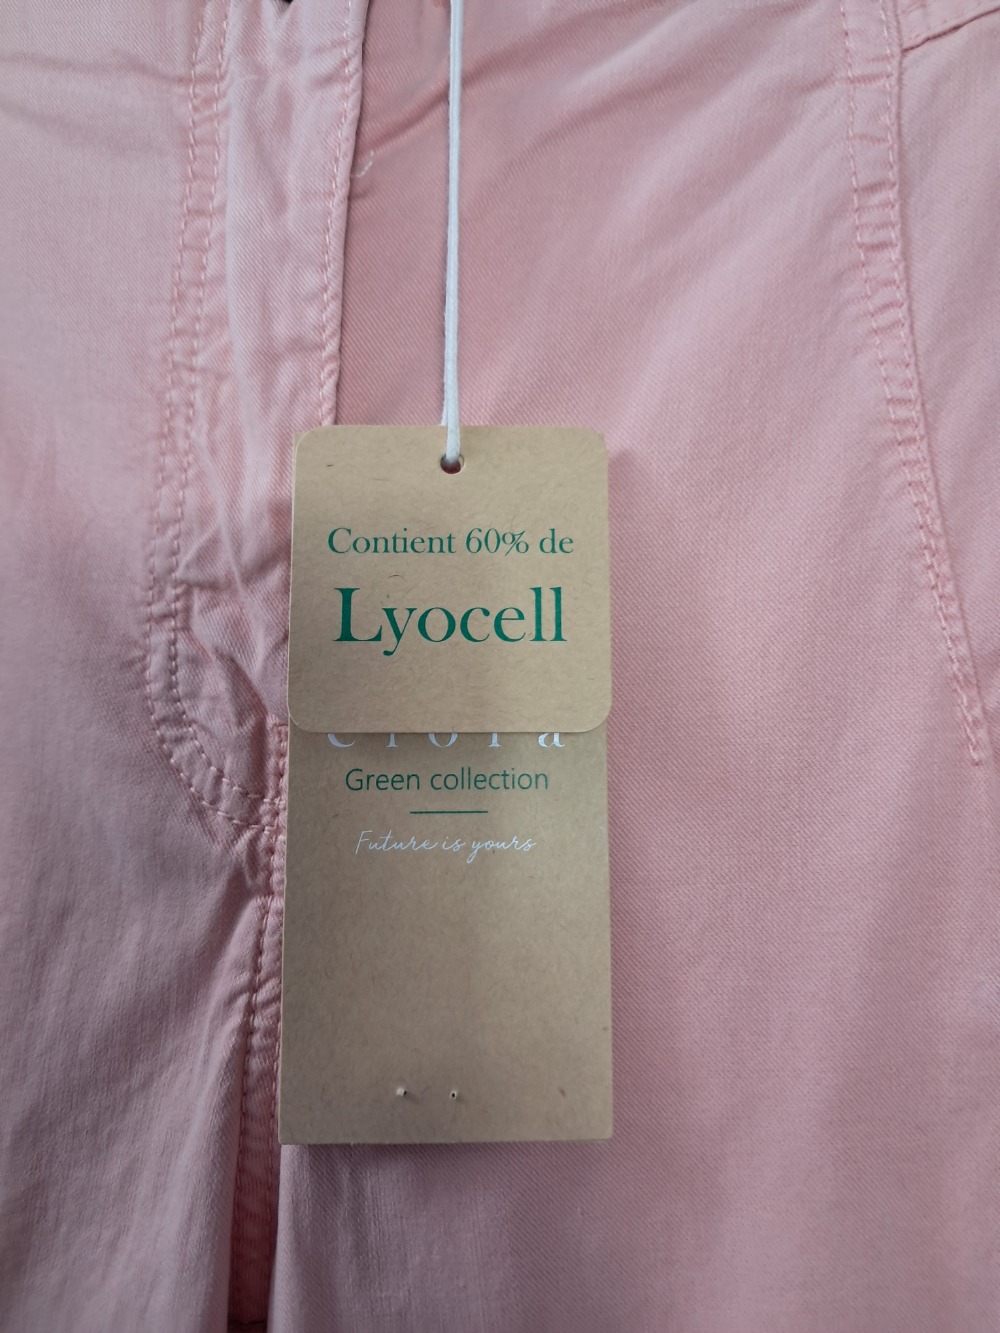 Contient 60% de
Lyocell
Green collection
Future is yours